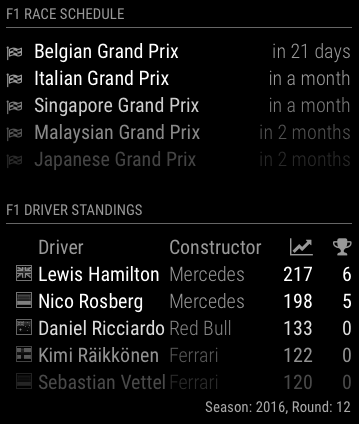 F1 RACE SCHEDULE
Belgian Grand Prix in 21 days
Italian Grand Prix in a month
Singapore Grand Prix in a month
Malaysian Grand Prix in 2 months
Japanese Grand Prix in 2 months
F1 DRIVER STANDINGS
Driver Constructor
Lewis Hamilton Mercedes 217 6
Nico Rosberg Mercedes 198 5
Daniel Ricciardo Red Bull 133 0
Kimi Räikkönen Ferrari 122 0
Sebastian Vettel Ferrari 120 0
Season: 2016, Round: 12